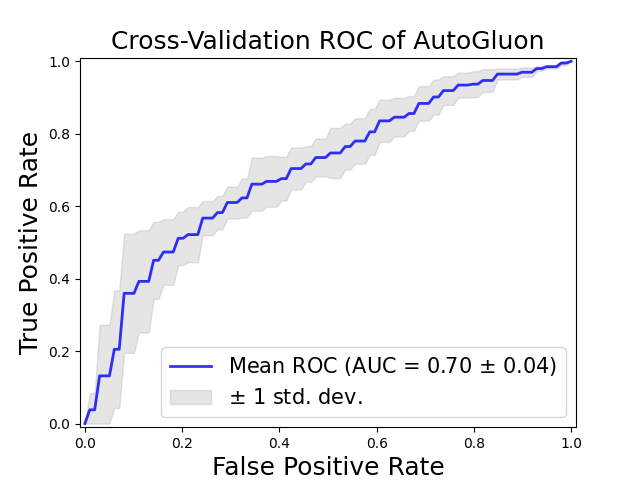 Cross-Validation ROC of AutoGluon
True Positive Rate
1.0
0.8
0.6
0.4
0.2
0.0
Mean ROC (AUC = 0.70 ± 0.04)
± 1 std. dev.
0.0 0.2 0.4 0.6 0.8 1.0
False Positive Rate